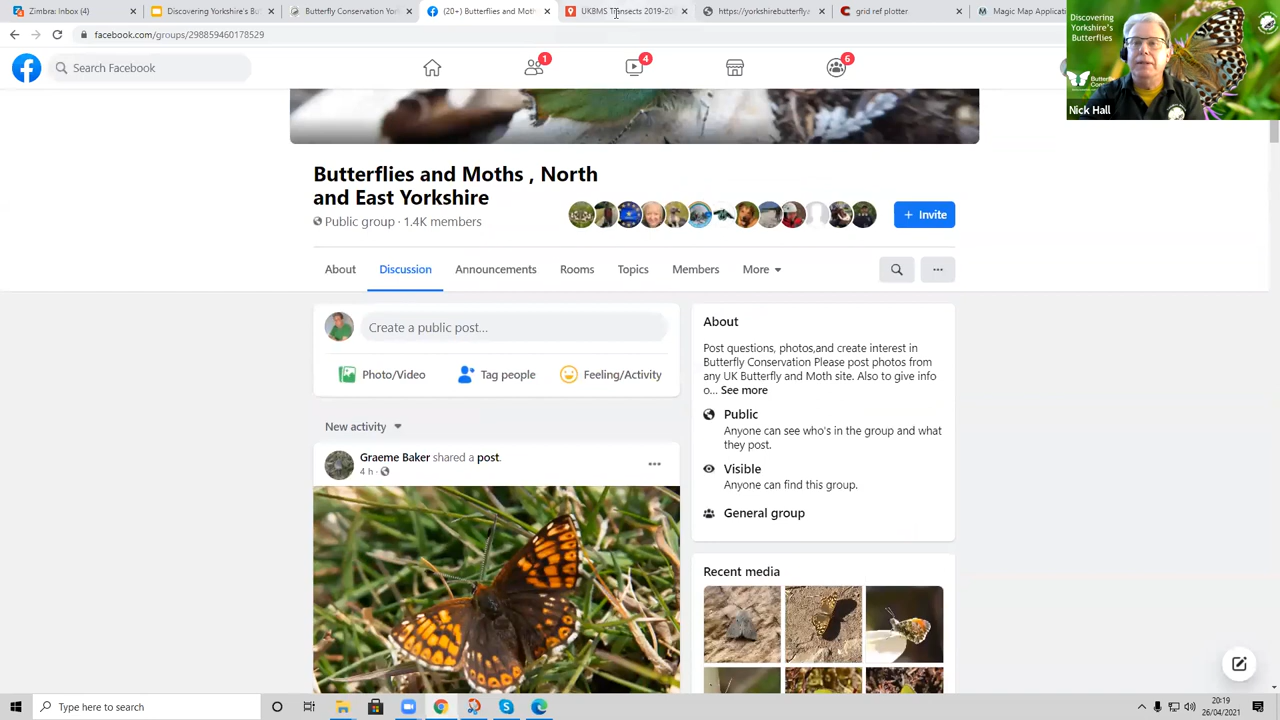 Zimbra: Inbox (4)
Discovering Yorkshire's Bu
Butterfly Conservation York
(20+) Butterflies and Moth
UKBMS Transects 2019-20
https://yorkshirebutterflya
grid ref plotter
Magic Map Applicati
facebook.com/groups/298859460178529
Search Facebook
1
4
6
Discovering
Yorkshire's
Butterflies
Nick Hall
Butterflies and Moths , North
and East Yorkshire
Public group · 1.4K members
+ Invite
About
Discussion
Announcements
Rooms
Topics
Members
More
Create a public post...
Photo/Video
Tag people
Feeling/Activity
New activity
Graeme Baker shared a post.
4 h ·
About
Post questions, photos,and create interest in
Butterfly Conservation Please post photos from
any UK Butterfly and Moth site. Also to give info
o... See more
Public
Anyone can see who's in the group and what
they post.
Visible
Anyone can find this group.
General group
Recent media
Type here to search
20:19
26/04/2021